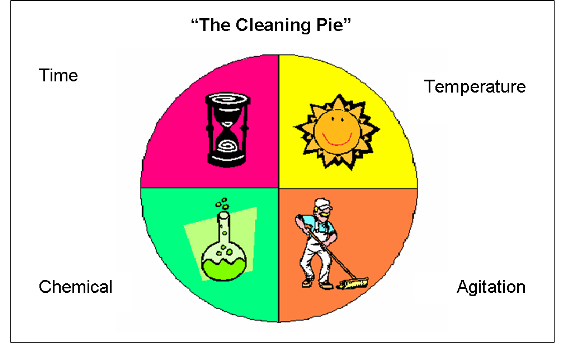 “The Cleaning Pie”
Time
Temperature
Chemical
Agitation